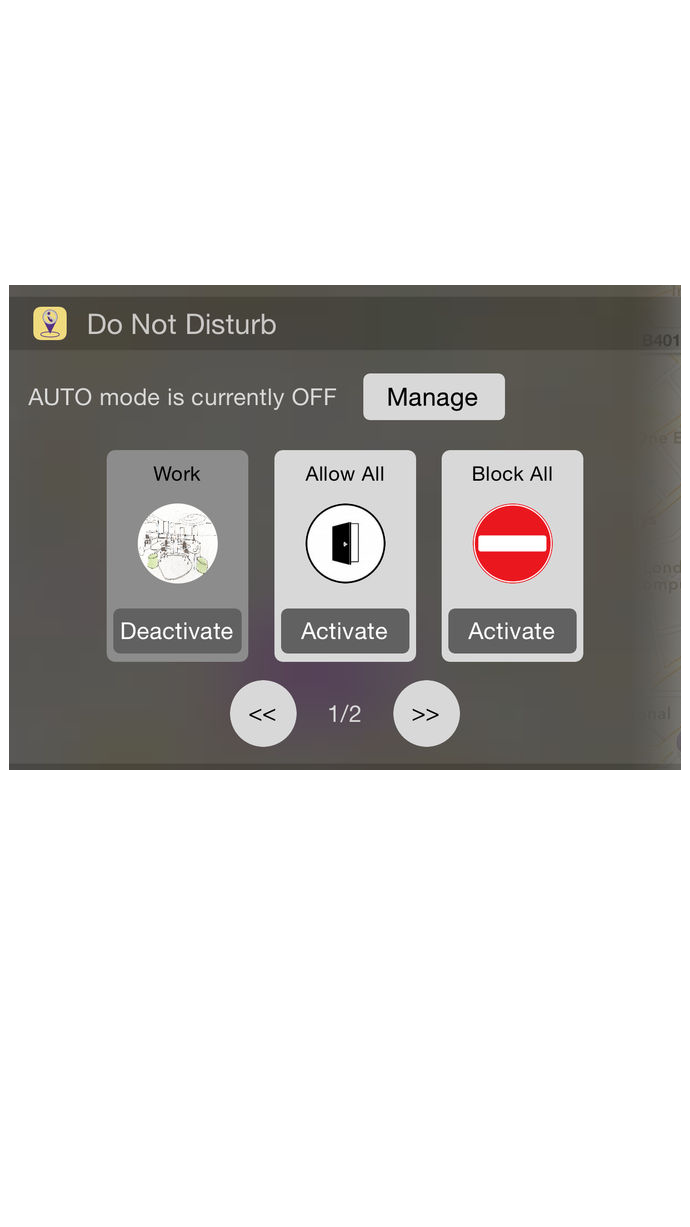 Do Not Disturb
B401
AUTO mode is currently OFF Manage
Work Allow All Block All
Deactivate Activate Activate
<< 1/2 >>